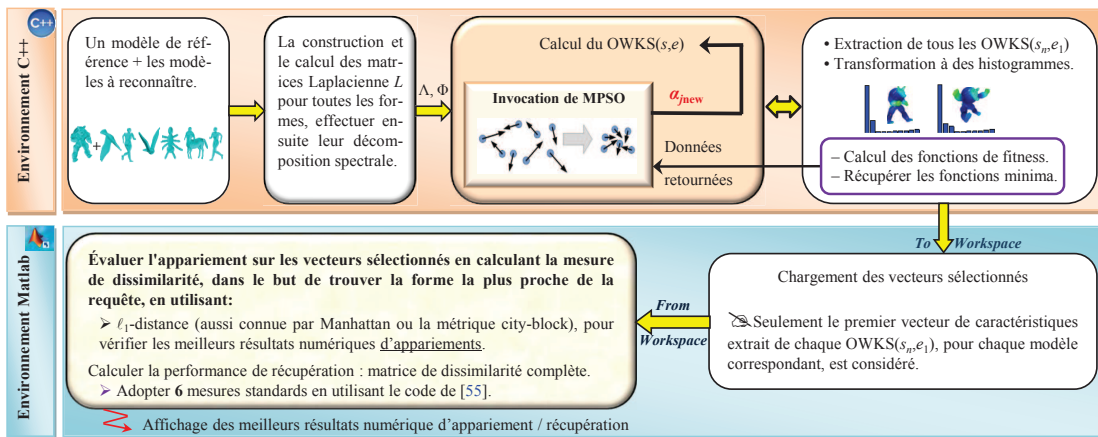 Environnement C++
C++
Un modèle de réf-
érence + les modèles
à reconnaître.
+
La construction et
le calcul des mat-
rices Laplacienne L
pour toutes les for-
mes, effectuer en-
suite leur décom-
position spectrale.
Λ, Φ
Calcul du OWKS(s,e)
Invocation de MPSO
αjnew
Données
retournées
• Extraction de tous les OWKS(sn,e1)
• Transformation à des histogrammes.
– Calcul des fonctions de fitness.
– Récupérer les fonctions minima.
To Workspace
Environnement Matlab
Chargement des vecteurs sélectionnés
Seulement le premier vecteur de caractéristiques
extrait de chaque OWKS(sn,e1), pour chaque modèle
correspondant, est considéré.
From
Workspace
Évaluer l'appariement sur les vecteurs sélectionnés en calculant la mesure
de dissimilarité, dans le but de trouver la forme la plus proche de la
requête, en utilisant:
➢ ℓ1-distance (aussi connue par Manhattan ou la métrique city-block), pour
vérifier les meilleurs résultats numériques d'appariements.
Calculer la performance de récupération : matrice de dissimilarité complète.
➢ Adopter 6 mesures standards en utilisant le code de [55].
Affichage des meilleurs résultats numérique d'appariement / récupération